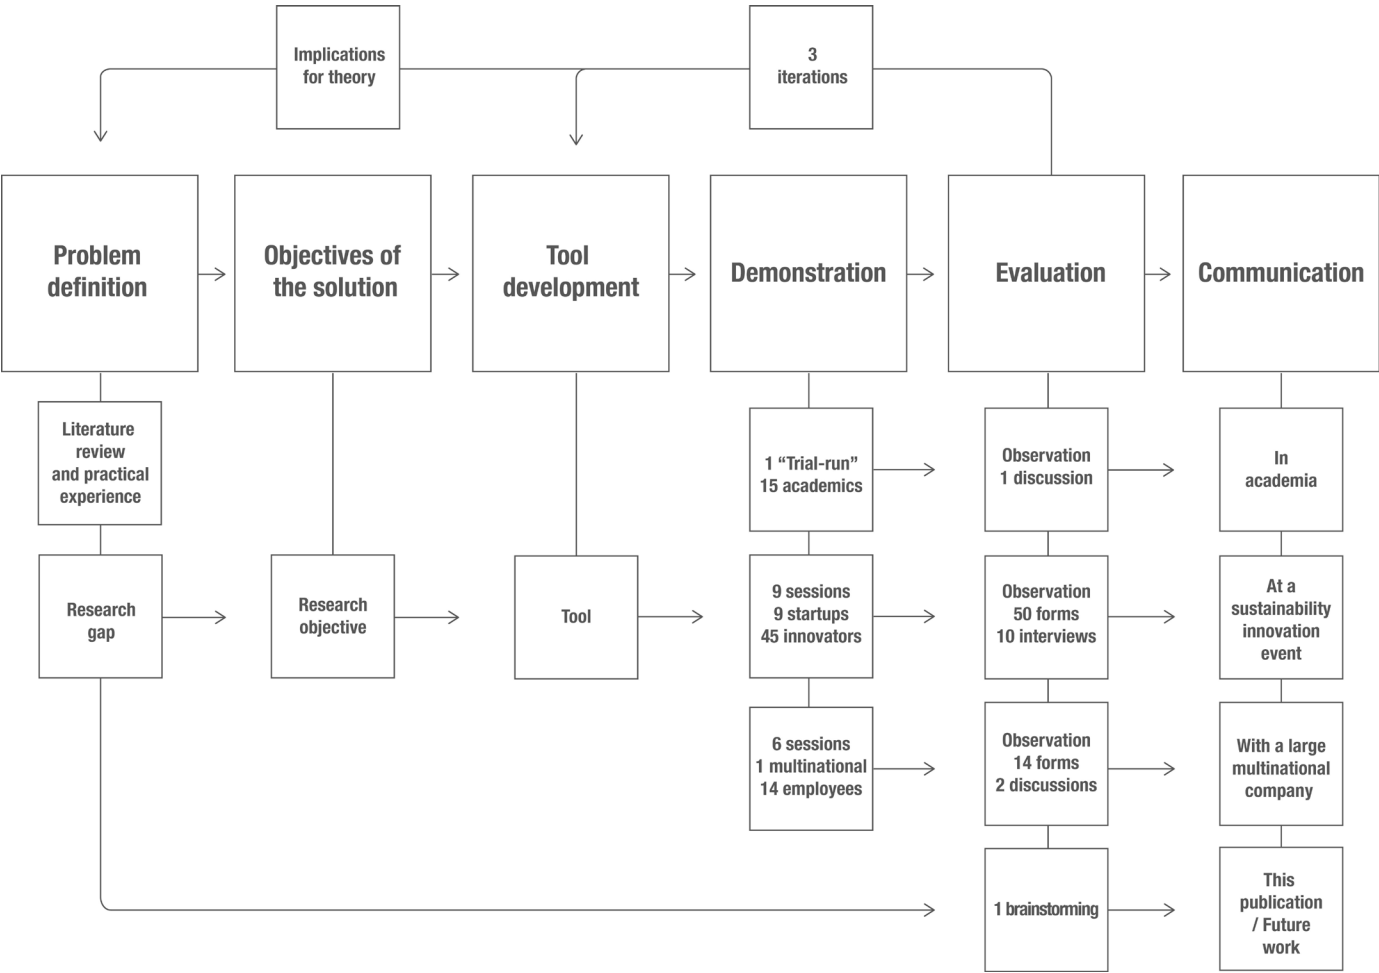 Implications
for theory
3
iterations
Problem
definition
Objectives of
the solution
Tool
development
Demonstration
Evaluation
Communication
Literature
review
and practical
experience
1 “Trial-run”
15 academics
Observation
1 discussion
In
academia
Research
gap
Research
objective
Tool
9 sessions
9 startups
45 innovators
Observation
50 forms
10 interviews
At a
sustainability
innovation
event
6 sessions
1 multinational
14 employees
Observation
14 forms
2 discussions
With a large
multinational
company
1 brainstorming
This
publication
/ Future
work